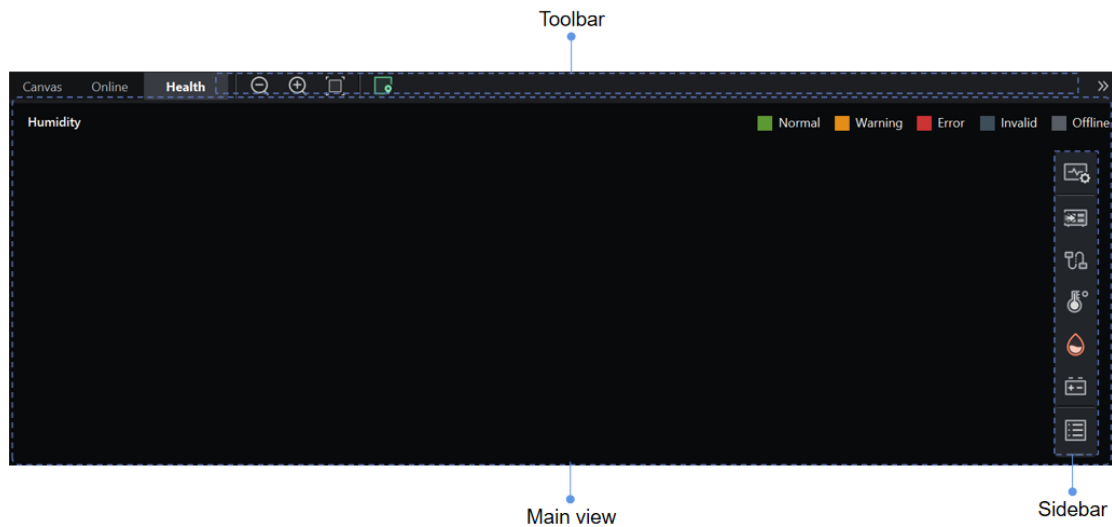 Toolbar
Canvas Online Health
Humidity Normal Warning Error Invalid Offline
Main view
Sidebar